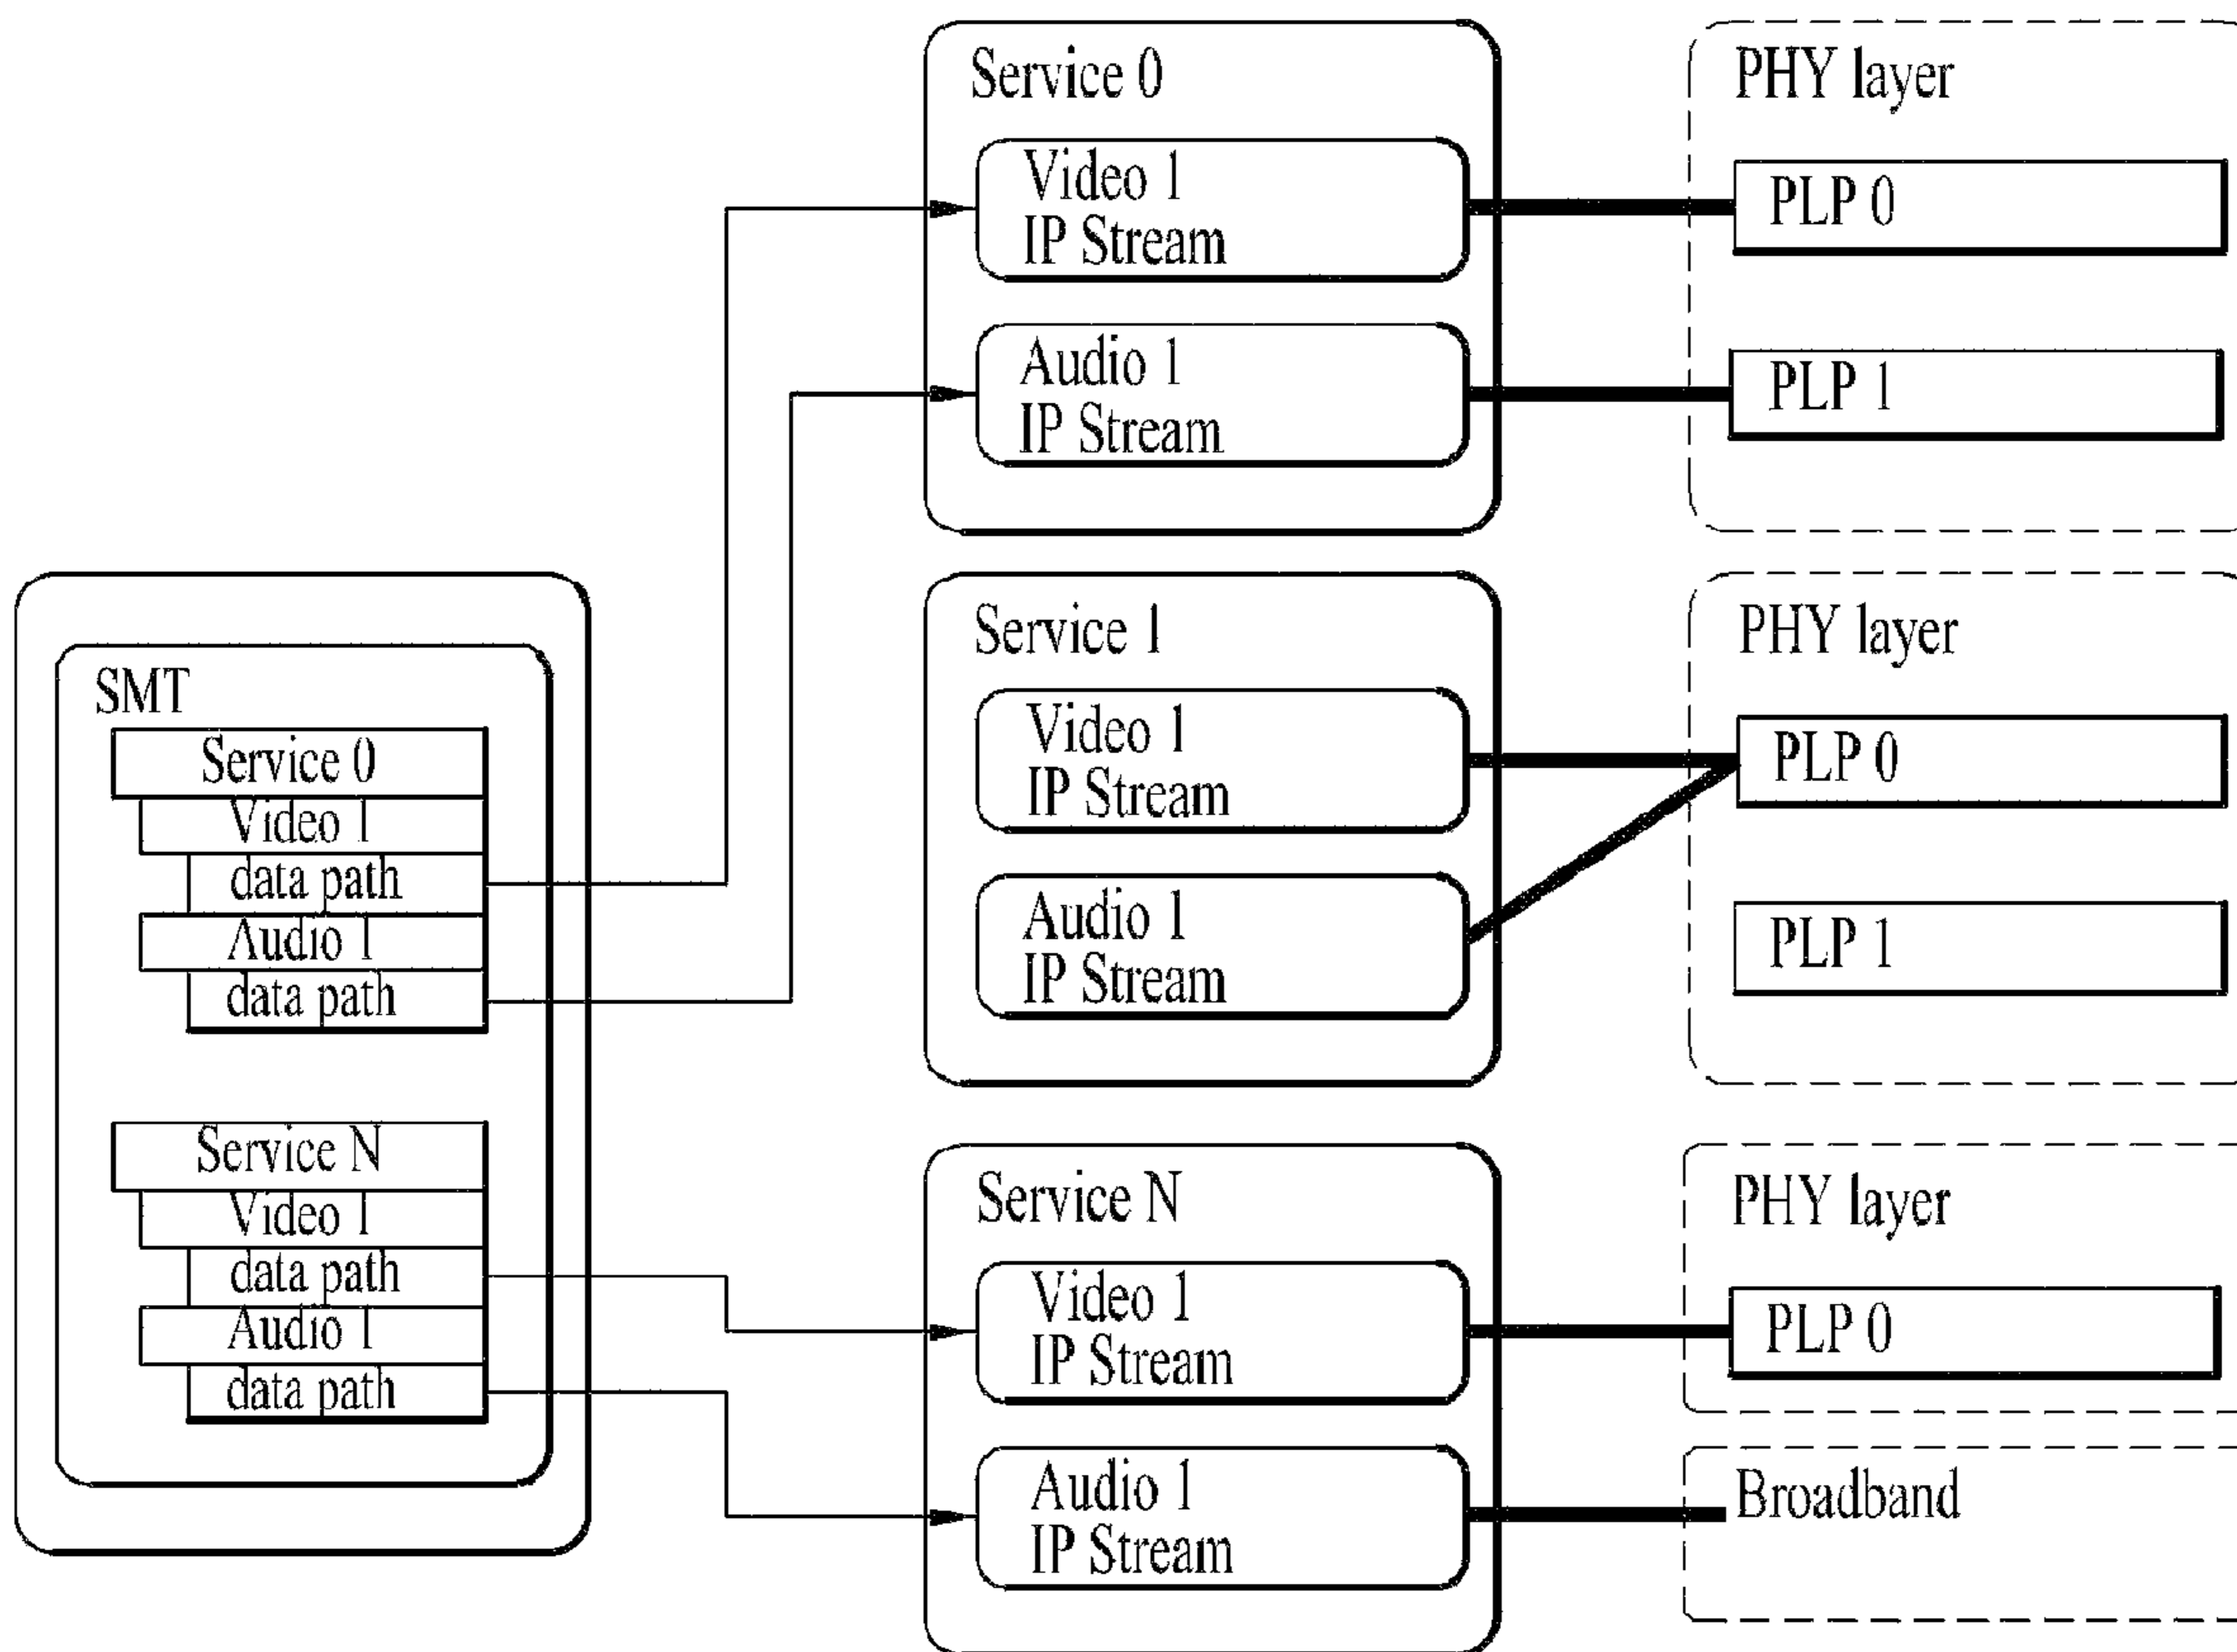 SMT
Service 0
Video 1
data path
Audio 1
data path
Service N
Video 1
data path
Audio 1
data path
Service 0
Video 1
IP Stream
Audio 1
IP Stream
PHY layer
PLP 0
PLP 1
Service 1
Video 1
IP Stream
Audio 1
IP Stream
PHY layer
PLP 0
PLP 1
Service N
Video 1
IP Stream
Audio 1
IP Stream
PHY layer
PLP 0
Broadband